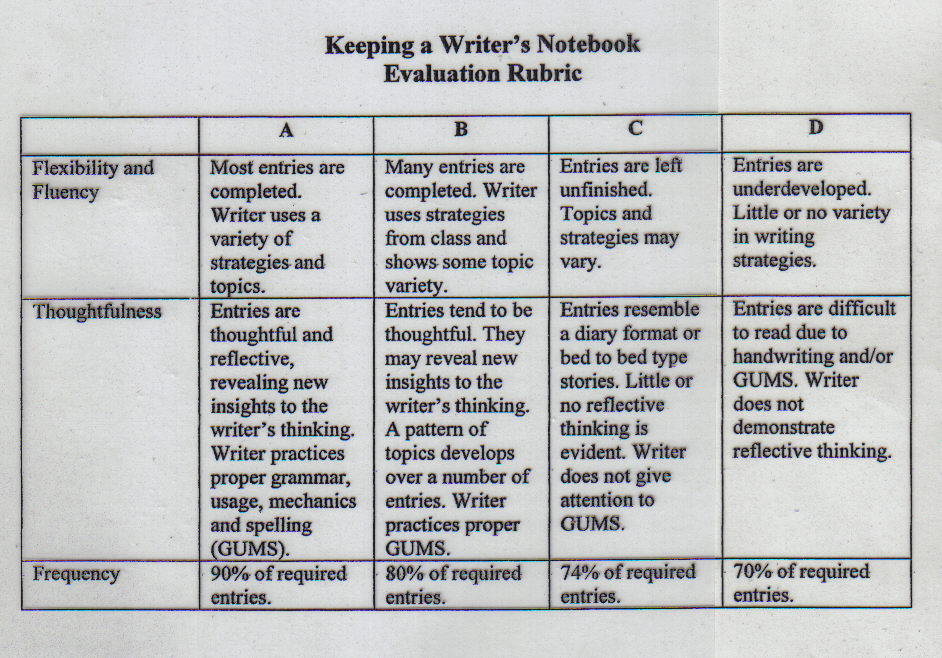 Keeping a Writer's Notebook
Evaluation Rubric
A
B
C
D
Flexibility and
Fluency
Most entries are
completed.
Writer uses a
variety of
strategies and
topics.
Many entries are
completed. Writer
uses strategies
from class and
shows some topic
variety.
Entries are left
unfinished.
Topics and
strategies may
vary.
Entries are
underdeveloped.
Little or no variety
in writing
strategies.
Thoughtfulness
Entries are
thoughtful and
reflective,
revealing new
insights to the
writer's thinking.
Writer practices
proper grammar,
usage, mechanics
and spelling
(GUMS).
Entries tend to be
thoughtful. They
may reveal new
insights to the
writer's thinking.
A pattern of
topics develops
over a number of
entries. Writer
practices proper
GUMS.
Entries resemble
a diary format or
bed to bed type
stories. Little or
no reflective
thinking is
evident. Writer
does not give
attention to
GUMS.
Entries are difficult
to read due to
handwriting and/or
GUMS. Writer
does not
demonstrate
reflective thinking.
Frequency
90% of required
entries.
80% of required
entries.
74% of required
entries.
70% of required
entries.